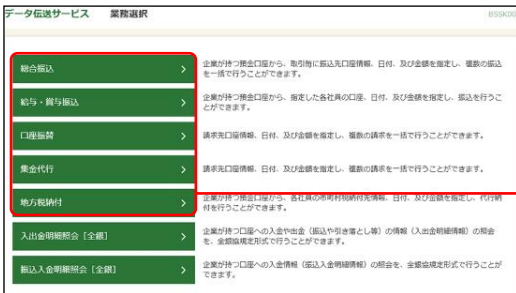 データ伝送サービス 業務選択 BSSK00
総合振込 >
企業が持つ預金口座から、取引毎に振込先口座情報、日付、及び金額を指定し、複数の振込
を一括で行うことができます。
給与・賞与振込 >
企業が持つ預金口座から、指定した各社員の口座、日付、及び金額を指定し、振込を行うこ
とができます。
口座振替 >
請求先口座情報、日付、及び金額を指定し、複数の請求を一括で行うことができます。
集金代行 >
請求先口座情報、日付、及び金額を指定し、複数の請求を一括で行うことができます。
地方税納付 >
企業が持つ預金口座から、各社員の市町村税納付先情報、日付、及び金額を指定し、代行納
付を行うことができます。
入出金明細照会［全銀］ >
企業が持つ口座への入金や出金（振込や引き落とし等）の情報（入出金明細情報）の照会
を、全銀協規定形式で行うことができます。
振込入金明細照会［全銀］ >
企業が持つ口座への入金情報（振込入金明細情報）の照会を、全銀協規定形式で行うことが
できます。